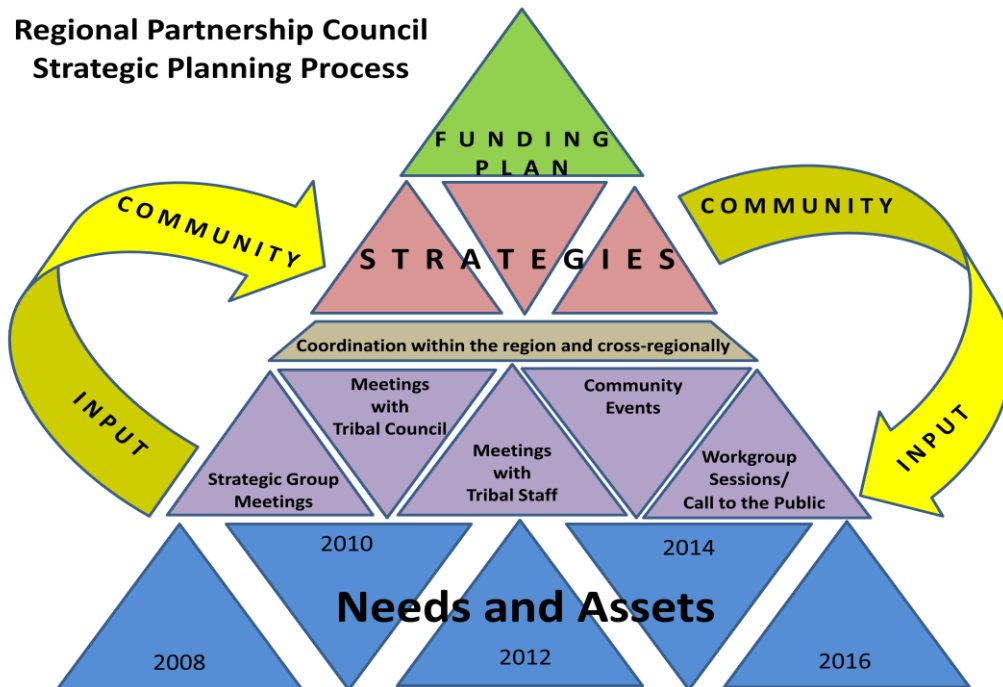 Regional Partnership Council
Strategic Planning Process
FUNDING
PLAN
COMMUNITY
INPUT
COMMUNITY
INPUT
STRATEGIES
Coordination within the region and cross-regionally
Strategic Group
Meetings
Meetings
with
Tribal Council
Meetings
with
Tribal Staff
Community
Events
Workgroup
Sessions/
Call to the Public
Needs and Assets
2008
2010
2012
2014
2016